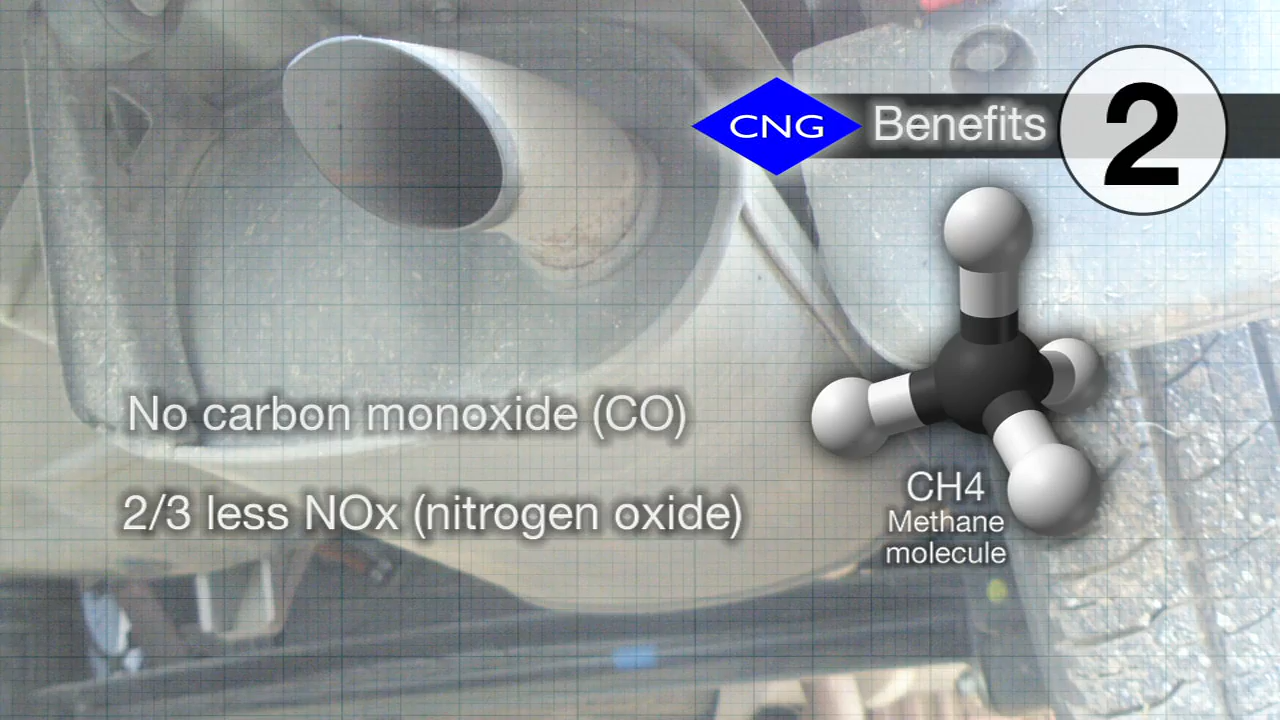 CNG Benefits 2
No carbon monoxide (CO)
2/3 less NOx (nitrogen oxide)
CH4
Methane
molecule